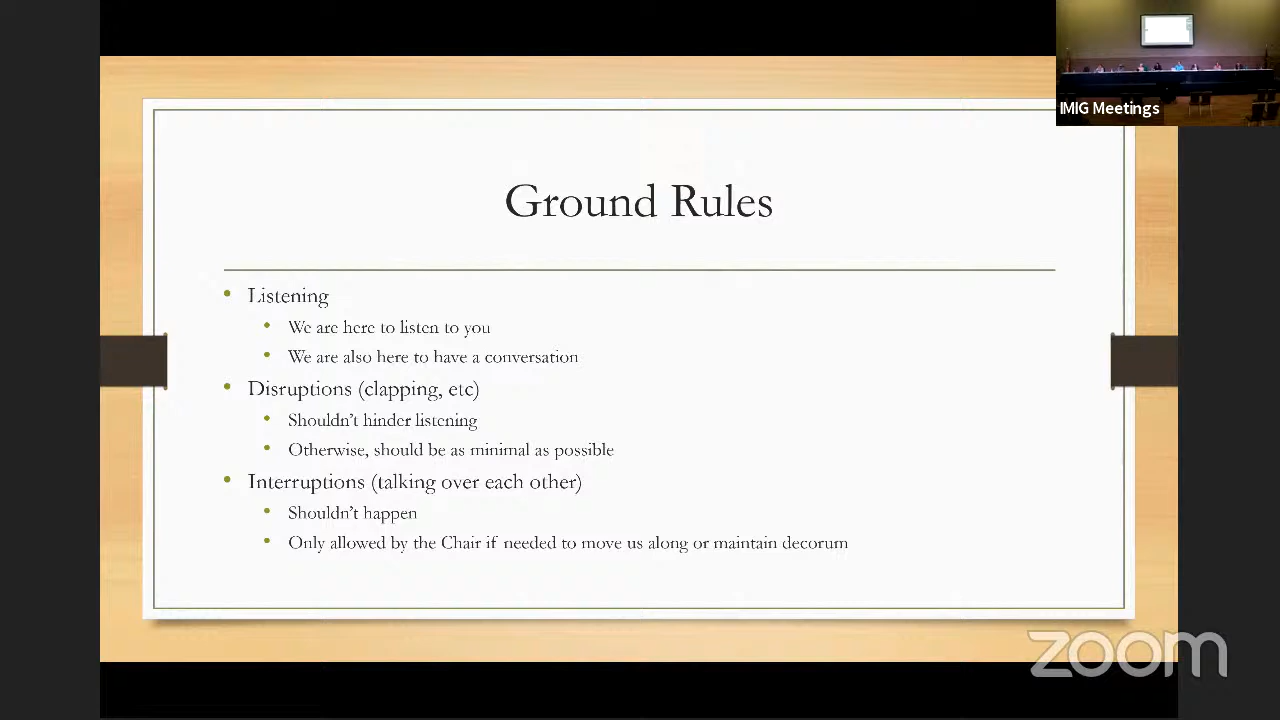 IMIG Meetings
Ground Rules
Listening
We are here to listen to you
We are also here to have a conversation
Disruptions (clapping, etc)
Shouldn't hinder listening
Otherwise, should be as minimal as possible
Interruptions (talking over each other)
Shouldn't happen
Only allowed by the Chair if needed to move us along or maintain decorum
zoom